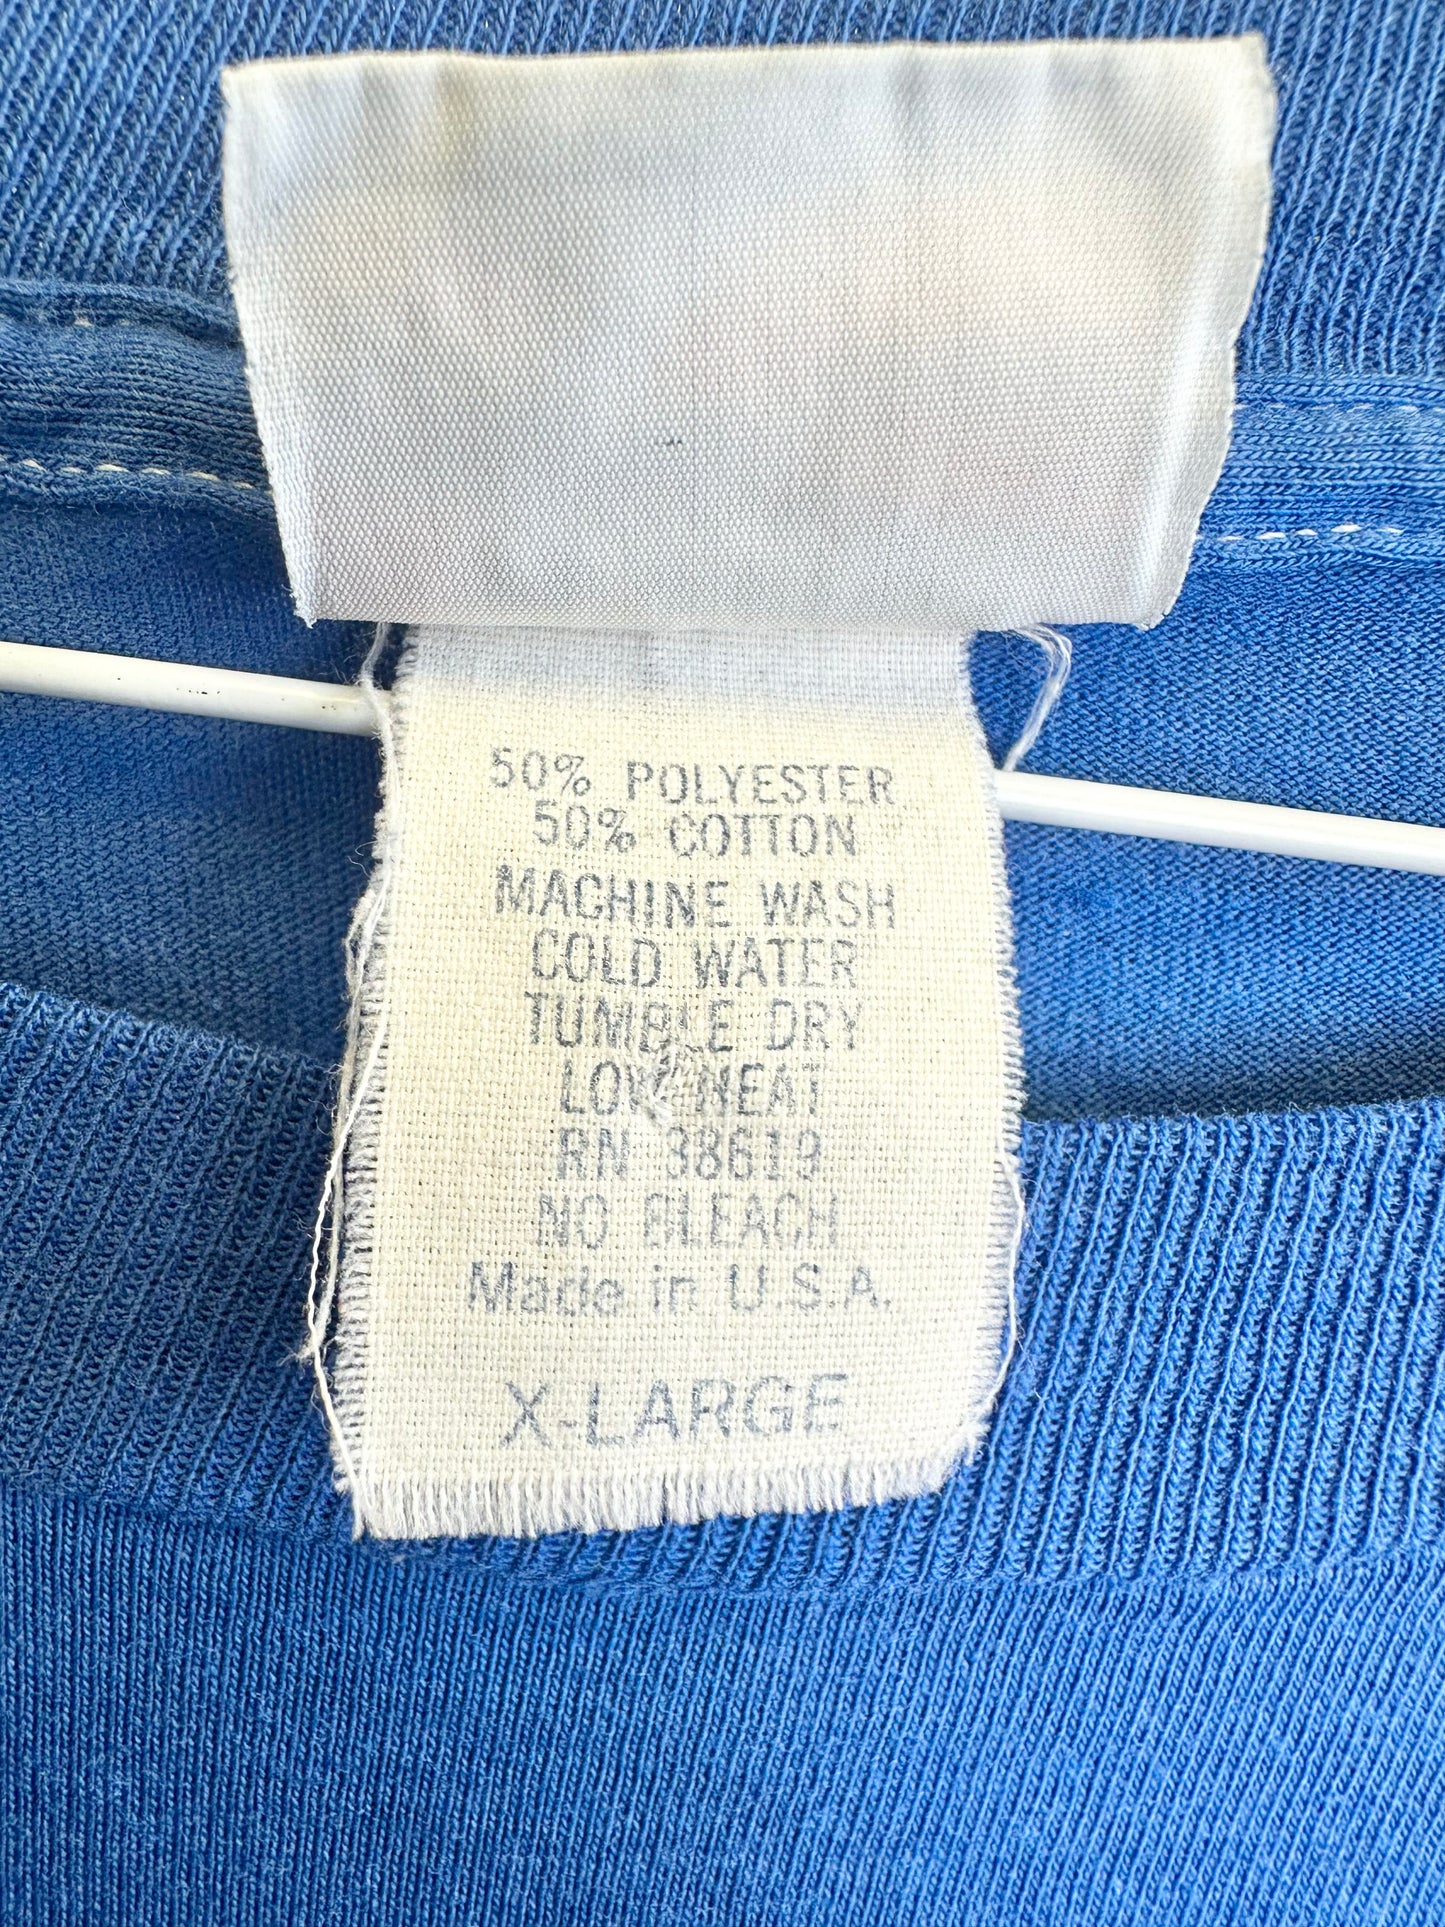 50% POLYESTER
50% COTTON
MACHINE WASH
COLD WATER
TUMBLE DRY
LOW HEAT
RN 38619
NO BLEACH
Made in U.S.A.
X-LARGE